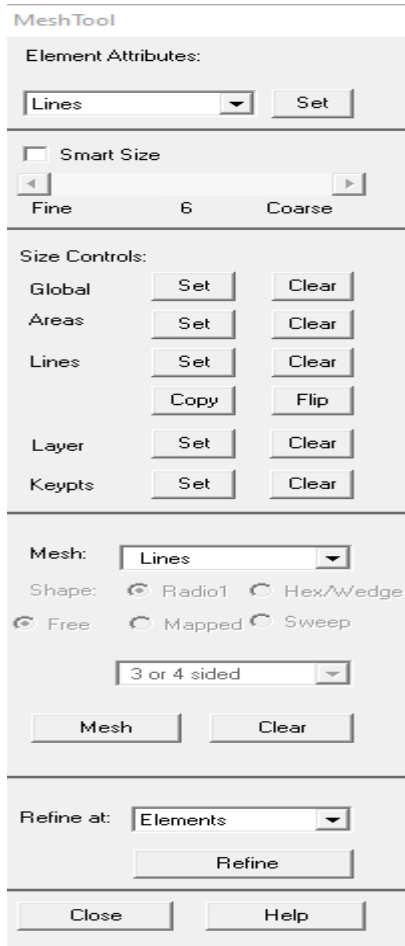 MeshTool
Element Attributes:
Lines Set
Smart Size
Fine 6 Coarse
Size Controls:
Global Set Clear
Areas Set Clear
Lines Set Clear
Copy Flip
Layer Set Clear
Keypts Set Clear
Mesh: Lines
Shape: Radio1 Hex/Wedge
Free Mapped Sweep
3 or 4 sided
Mesh Clear
Refine at: Elements
Refine
Close Help